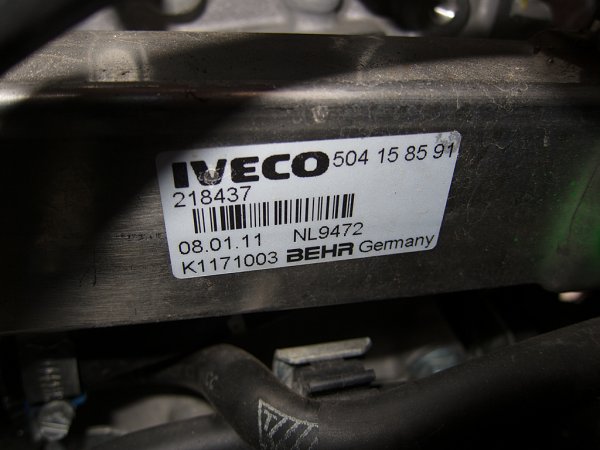 IVECO 504 15 85 91
218437
08.01.11 NL9472
K1171003 BEHR Germany